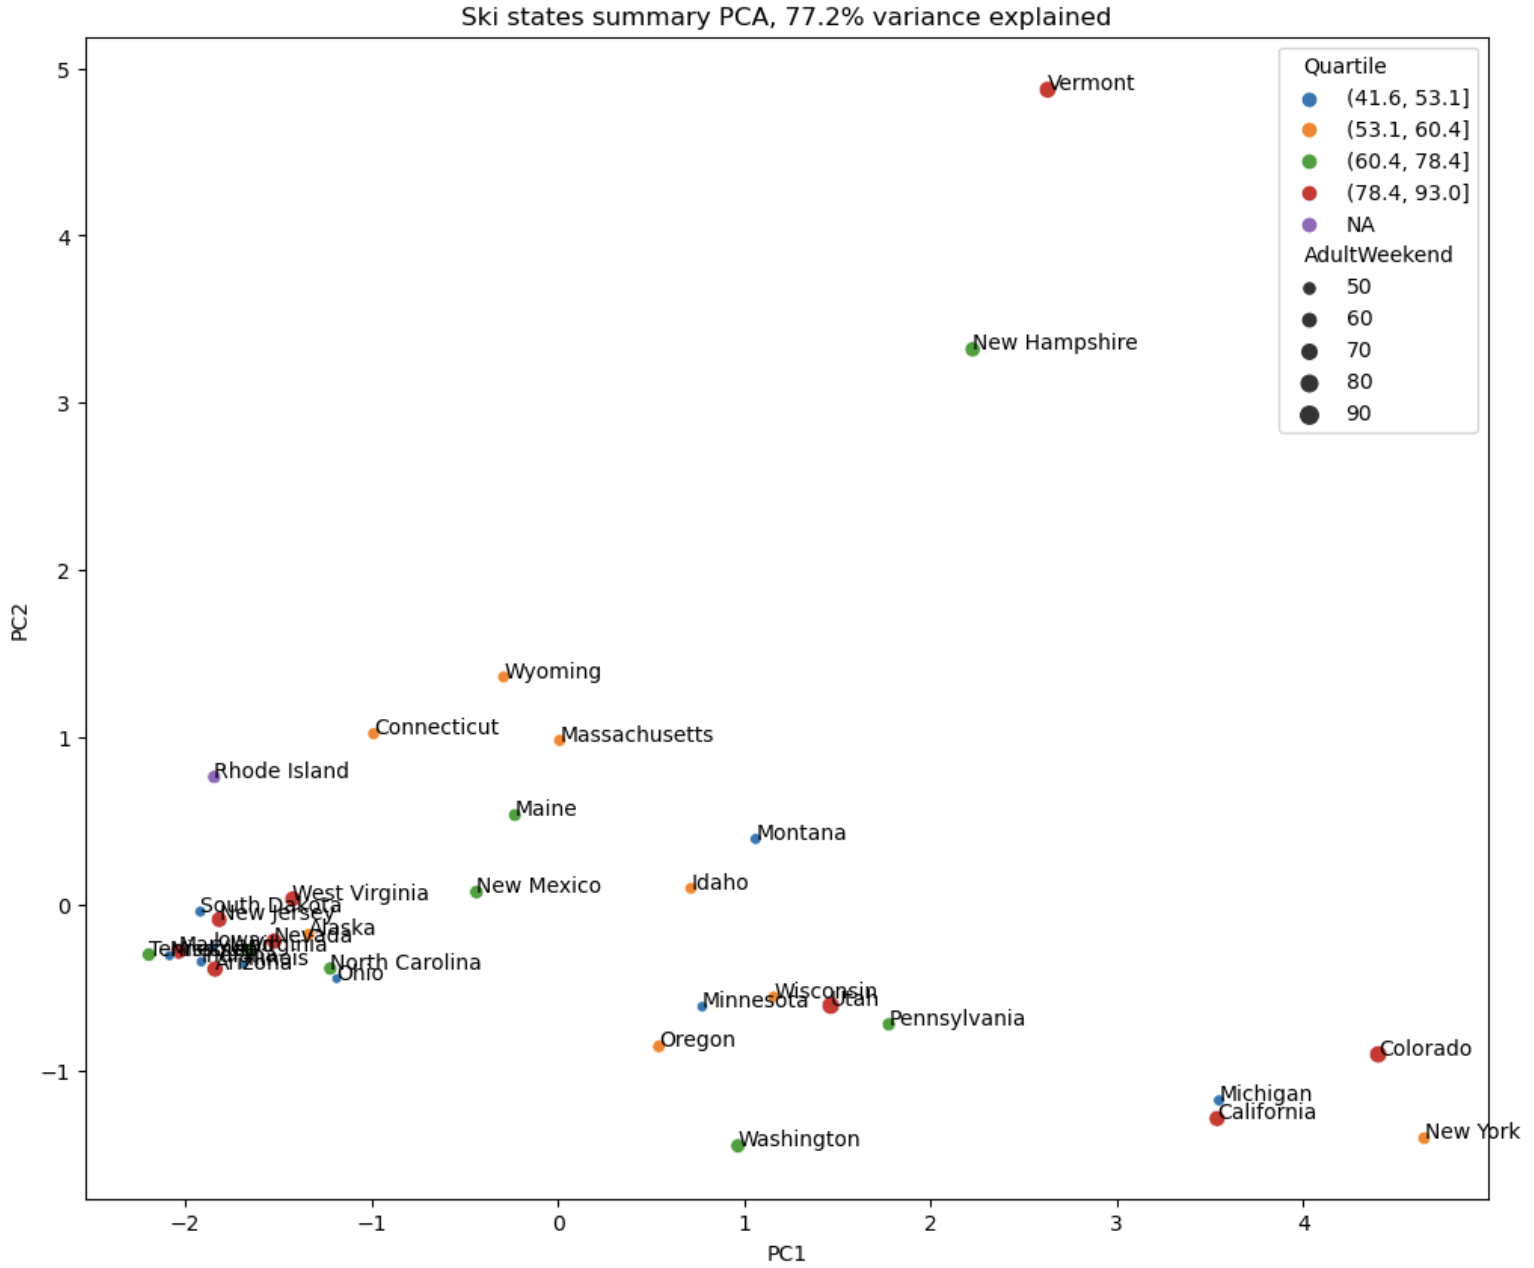 Ski states summary PCA, 77.2% variance explained
Quartile
(41.6, 53.1]
(53.1, 60.4]
(60.4, 78.4]
(78.4, 93.0]
NA
AdultWeekend
50
60
70
80
90
5
4
3
2
1
0
−1
PC2
Vermont
New Hampshire
Wyoming
Connecticut
Massachusetts
Rhode Island
Maine
Montana
Idaho
New Mexico
West Virginia
South Dakota
New Jersey
Alaska
Nevada
Iowa
Arizona
North Carolina
Ohio
Wisconsin
Minnesota
Utah
Pennsylvania
Oregon
Colorado
Michigan
California
New York
Washington
−2
−1
0
1
2
3
4
PC1